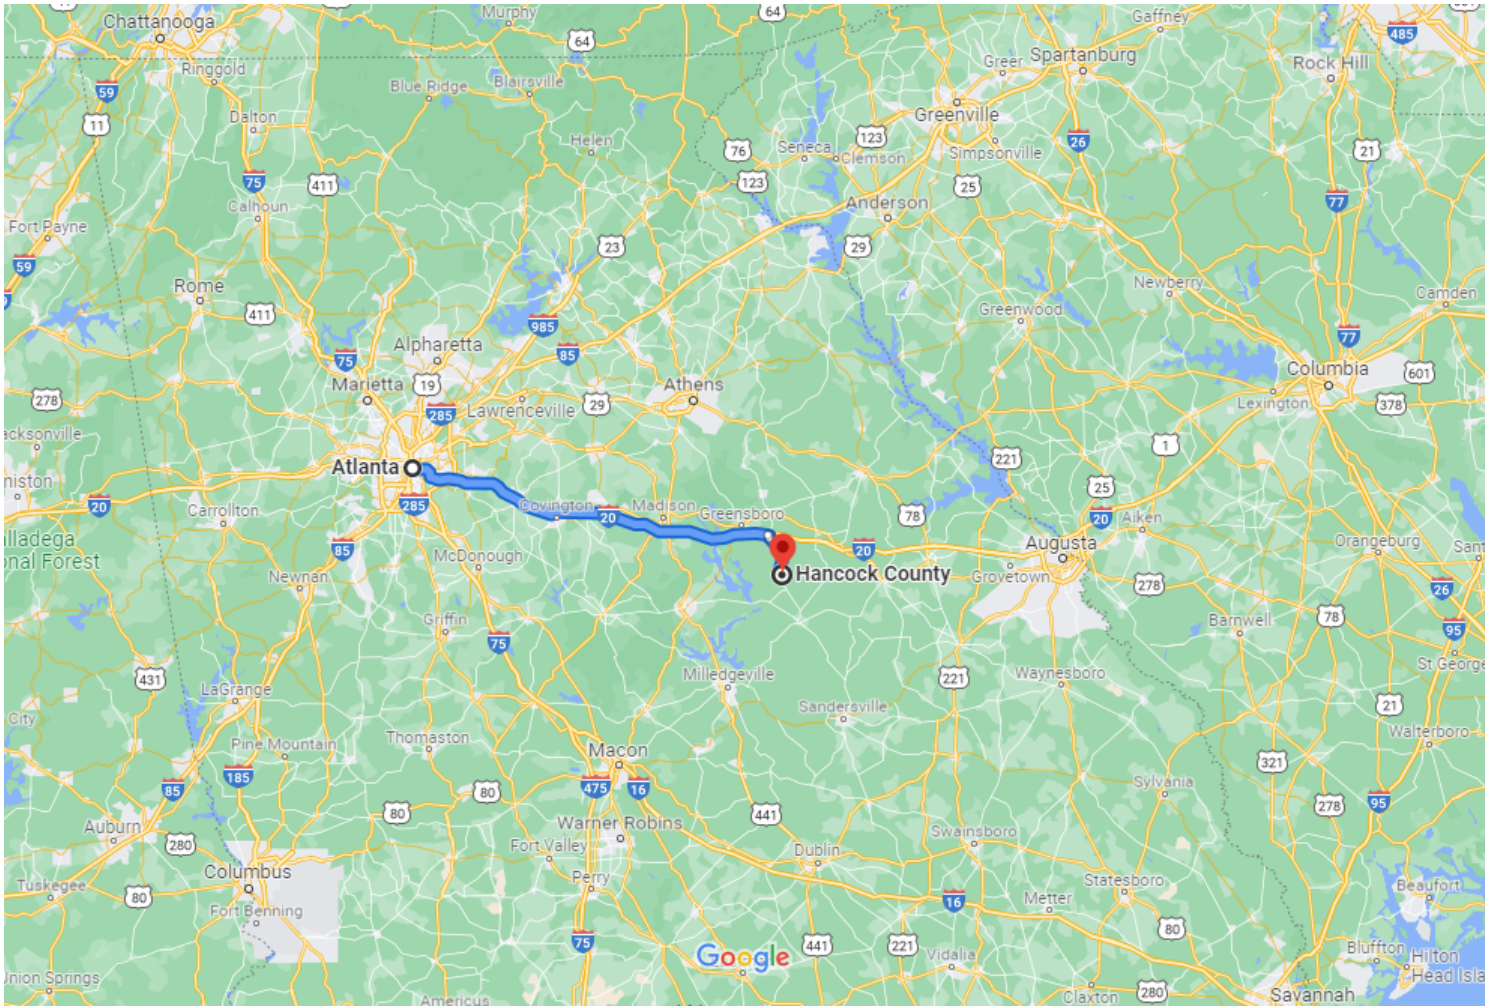 64
485
Murphy
Gaffney
Chattanooga
64
Spartanburg
Greer
Rock Hill
Ringgold
Blue Ridge
Blairsville
59
Greenville
11
Dalton
123
26
Helen
76
Seneca
Clemson
Simpsonville
21
75
411
123
25
77
Calhoun
Anderson
Fort Payne
23
29
59
Rome
Newberry
Camden
411
Greenwood
985
77
Alpharetta
85
75
Columbia
Marietta
19
Athens
601
278
285
Lawrenceville
29
Lexington
378
acksonville
1
Atlanta
221
niston
25
20
285
Covington
20
Madison
Greensboro
78
20
Aiken
Carrollton
lladega
onal Forest
85
McDonough
20
Augusta
Orangeburg
Sant
Newnan
Hancock County
Grovetown
278
26
Griffin
78
Barnwell
95
75
431
Milledgeville
221
Waynesboro
St George
LaGrange
Sandersville
21
City
Pine Mountain
Thomaston
Macon
Walterboro
185
321
85
80
80
475
16
Sylvania
278
95
Auburn
280
Warner Robins
441
Swainsboro
Fort Valley
Dublin
Columbus
Perry
Statesboro
Tuskegee
80
16
Metter
Beaufort
Fort Benning
80
75
Google
441
221
Vidalia
Bluffton
Hilton
Head Isla
Union Springs
Americus
Claxton
280
Savannah